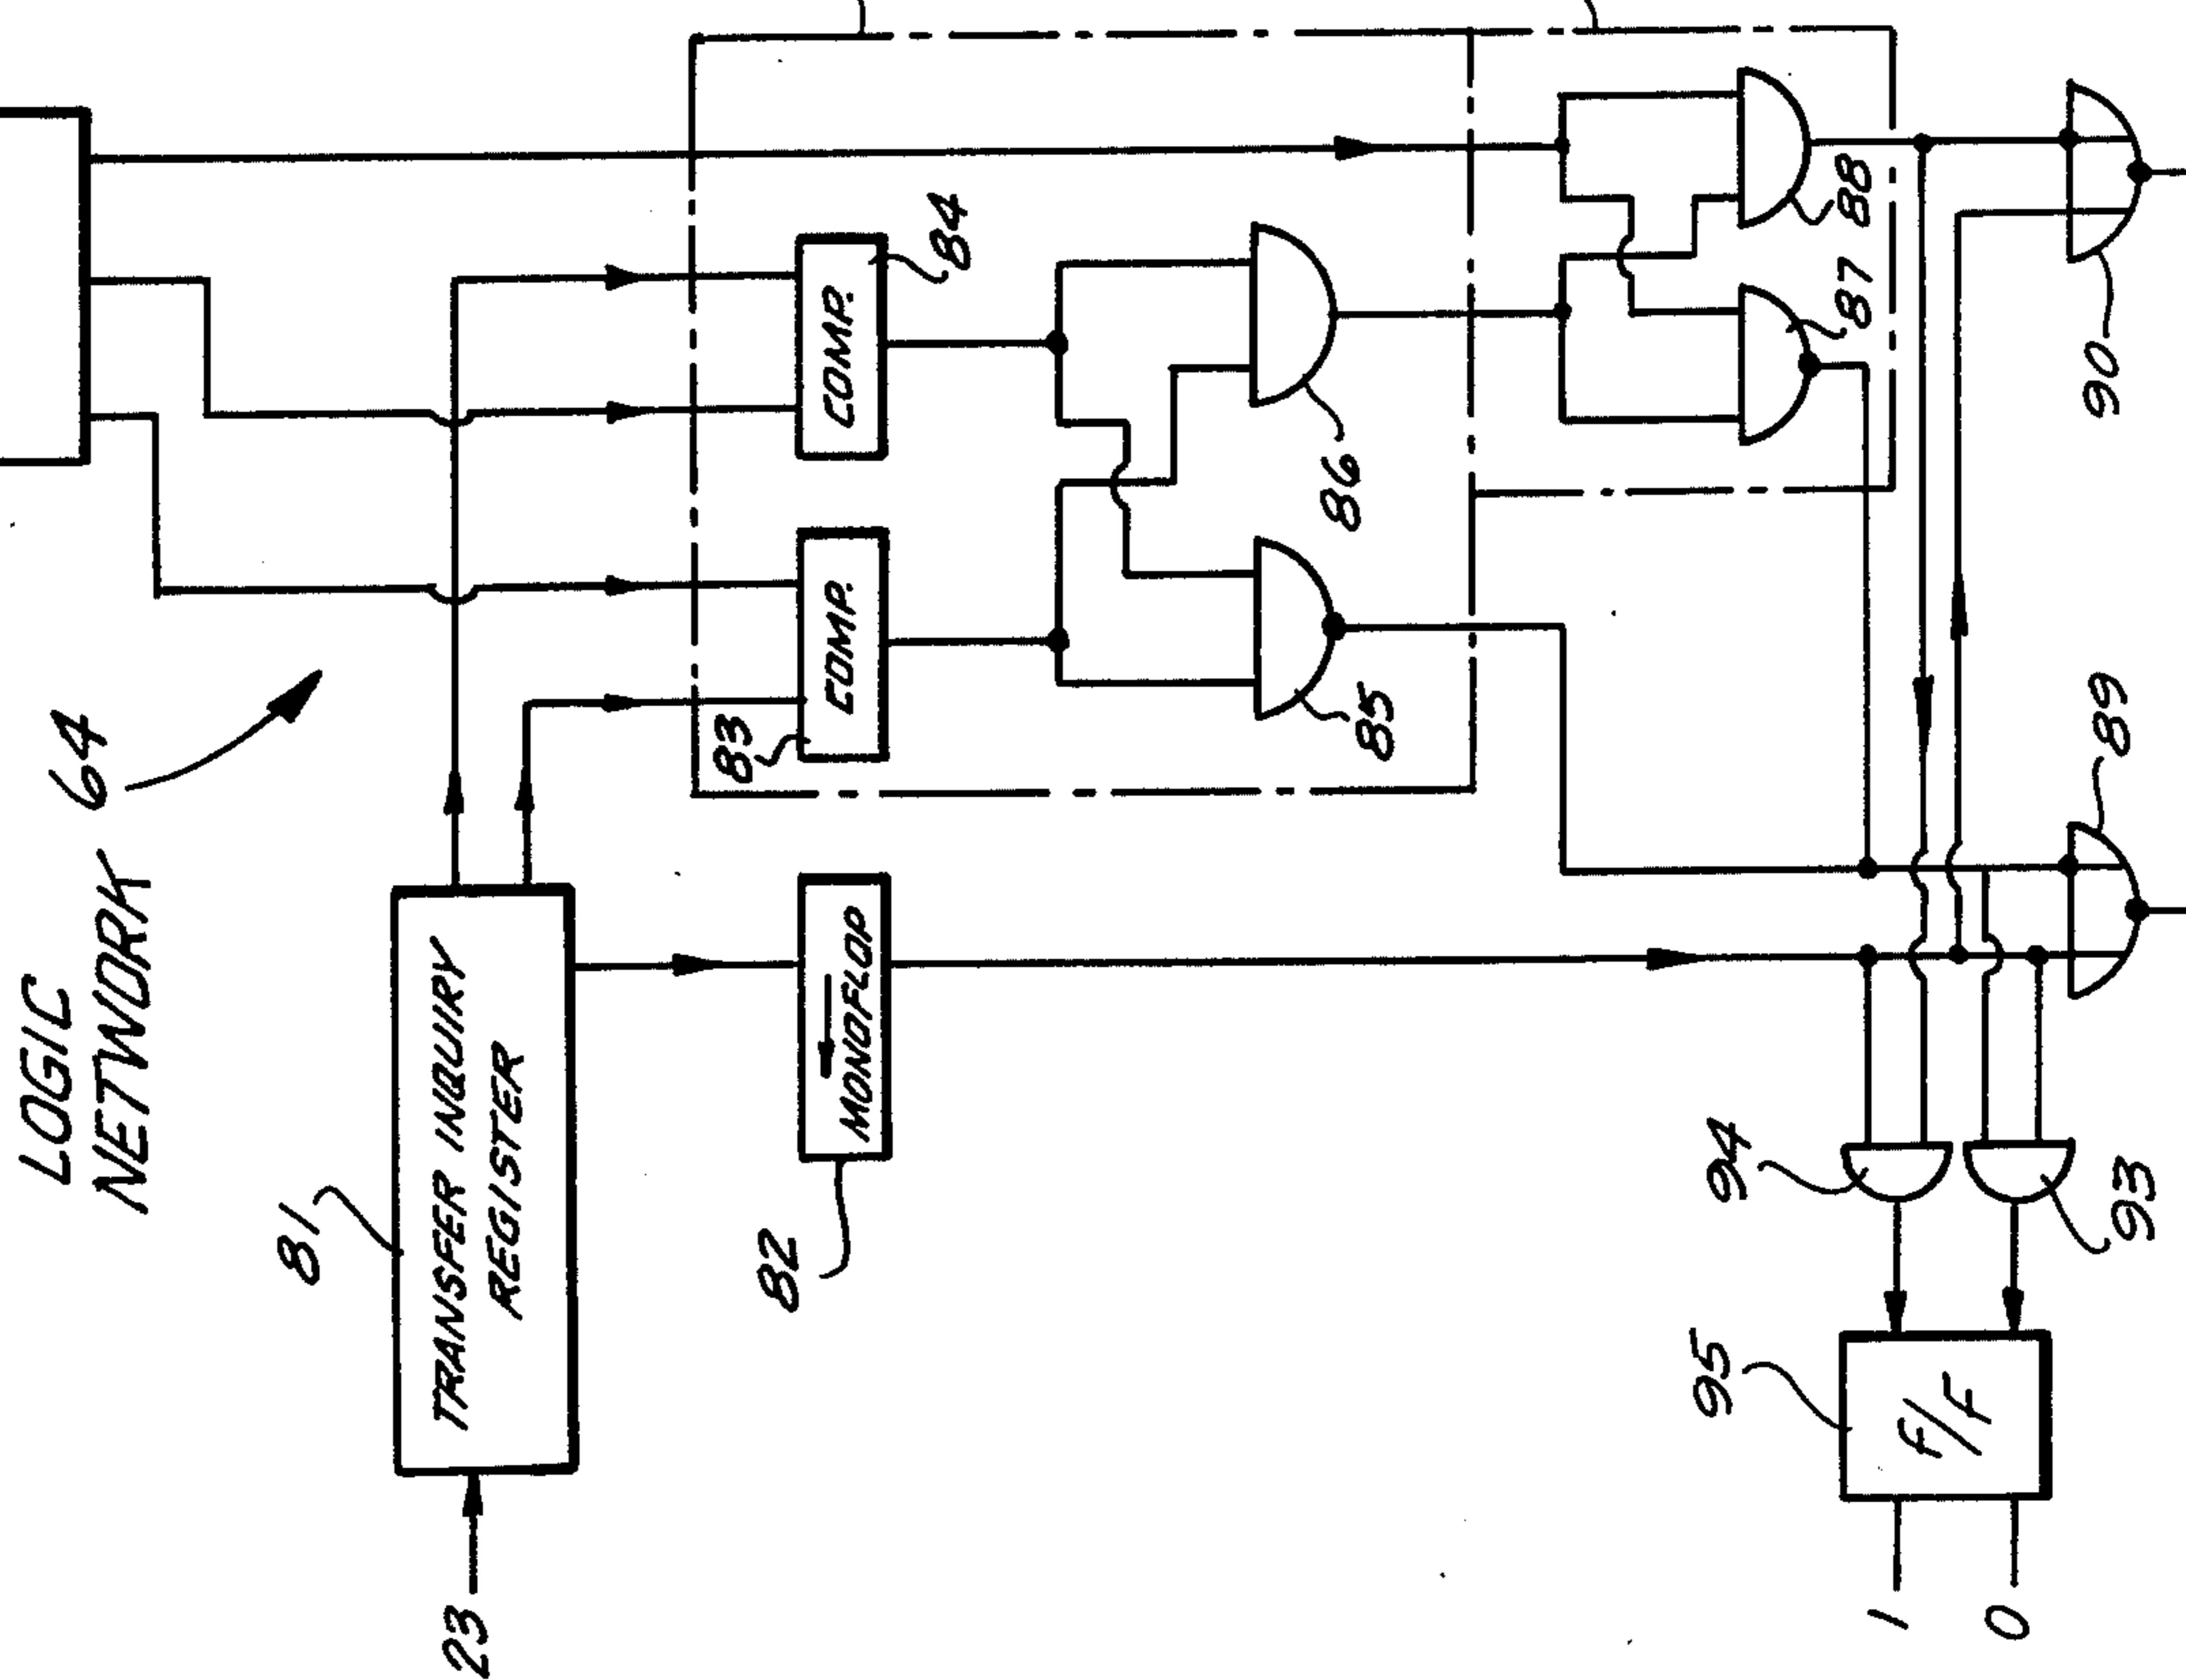 LOGIC
NETWORK 64
81
TRANSFER INQUIRY
REGISTER
23
82
MONOFLOP
83
COMP.
COMP.
84
85
86
87
88
89
90
94
93
95
F/F
1
0